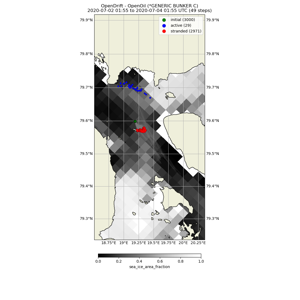 OpenDrift - OpenOil (*GENERIC BUNKER C)
2020-07-02 01:55 to 2020-07-04 01:55 UTC (49 steps)
initial (3000)
active (29)
stranded (2971)
79.9°N
79.9°N
79.8°N
79.8°N
79.7°N
79.7°N
79.6°N
79.6°N
79.5°N
79.5°N
79.4°N
79.4°N
79.3°N
79.3°N
18.75°E 19°E 19.25°E 19.5°E 19.75°E 20°E 20.25°E
0.0 0.2 0.4 0.6 0.8 1.0
sea_ice_area_fraction